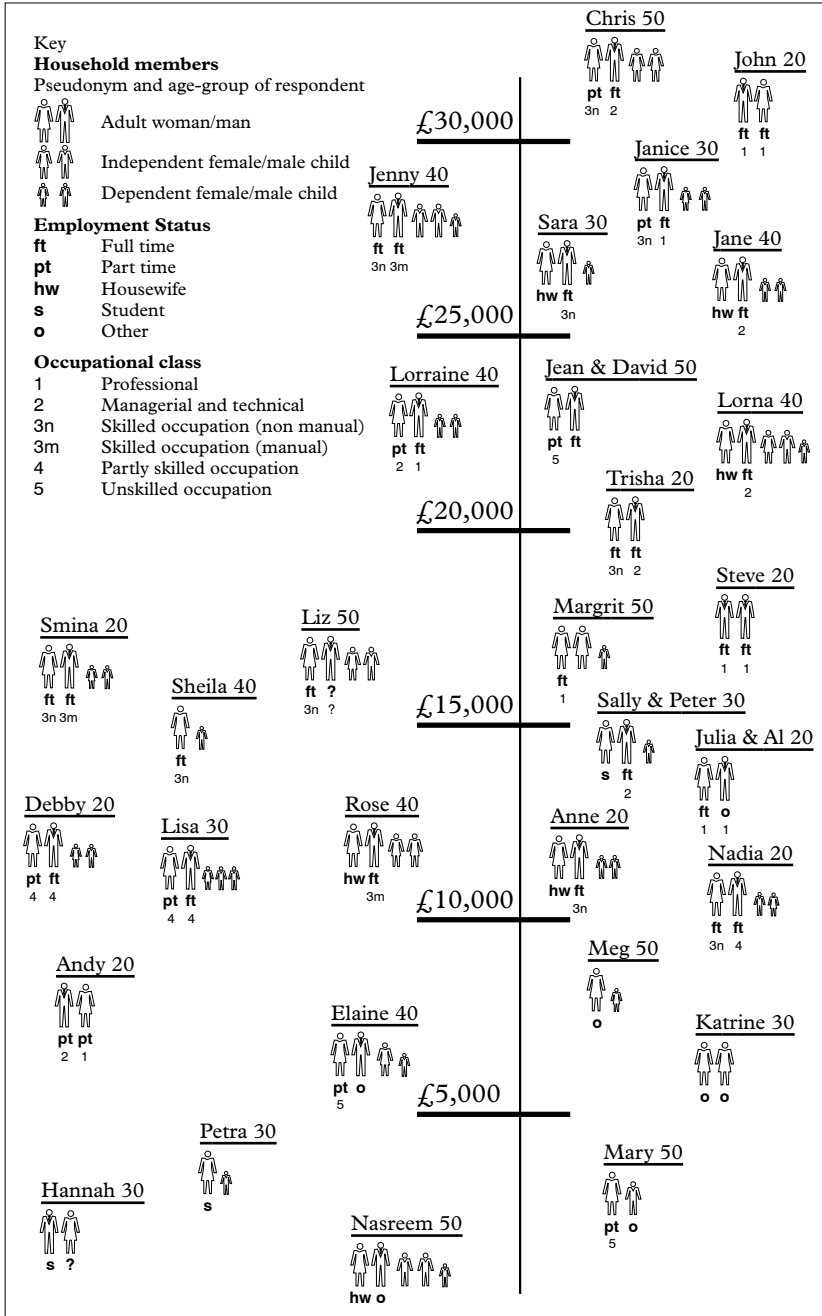 Key
Household members
Pseudonym and age-group of respondent
Adult woman/man
Independent female/male child
Dependent female/male child
Employment Status
ft Full time
pt Part time
hw Housewife
s Student
o Other
Occupational class
1 Professional
2 Managerial and technical
3n Skilled occupation (non manual)
3m Skilled occupation (manual)
4 Partly skilled occupation
5 Unskilled occupation
Chris 50
pt ft
3n 2
John 20
ft ft
1 1
£30,000
Janice 30
pt ft
3n 1
Jenny 40
ft ft
3n 3m
Sara 30
hw ft
3n
Jane 40
hw ft
2
£25,000
Lorraine 40
pt ft
2 1
Jean & David 50
pt ft
5
Lorna 40
hw ft
2
Trisha 20
ft ft
3n 2
£20,000
Steve 20
ft ft
1 1
Smina 20
ft ft
3n 3m
Liz 50
ft ?
3n ?
Margrit 50
ft
1
Sheila 40
ft
3n
£15,000
Sally & Peter 30
s ft
2
Julia & Al 20
ft o
1 1
Debby 20
pt ft
4 4
Lisa 30
pt ft
4 4
Rose 40
hw ft
3m
Anne 20
hw ft
3n
Nadia 20
ft ft
3n 4
£10,000
Andy 20
pt pt
2 1
Meg 50
o
Elaine 40
pt o
5
Katrine 30
o o
£5,000
Petra 30
s
Mary 50
pt o
5
Hannah 30
s ?
Nasreem 50
hw o